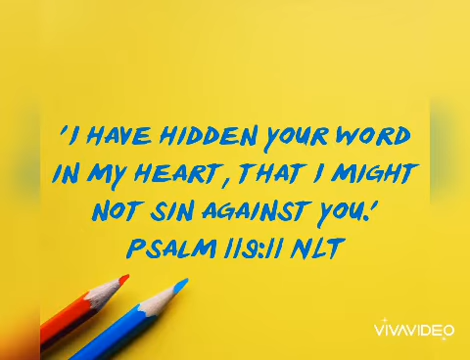 'I HAVE HIDDEN YOUR WORD
IN MY HEART, THAT I MIGHT
NOT SIN AGAINST YOU.'
PSALM 119:11 NLT
VIVAVIDEO